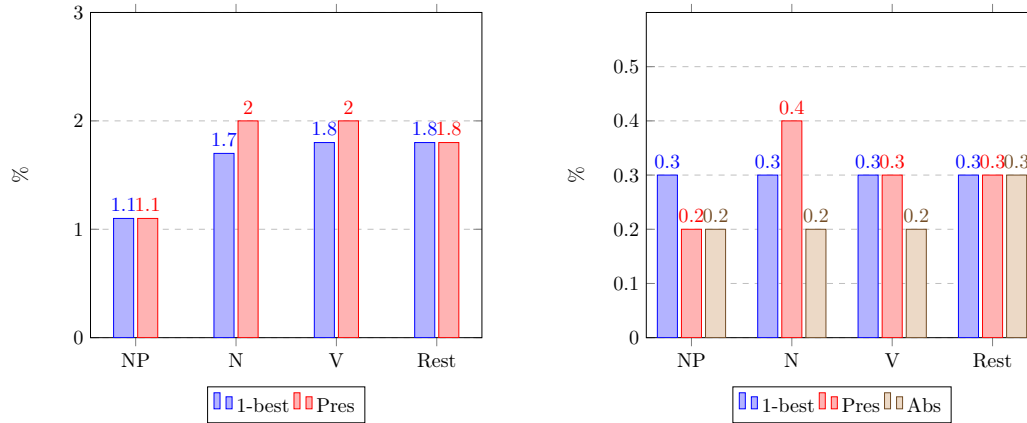 3
2
1
0
%
1.1 1.1
1.7 2
1.8 2
1.8 1.8
NP N V Rest
1-best Pres
0.5
0.4
0.3
0.2
0.1
0
%
0.3 0.2 0.2
0.3 0.4 0.2
0.3 0.3 0.2
0.3 0.3 0.3
NP N V Rest
1-best Pres Abs